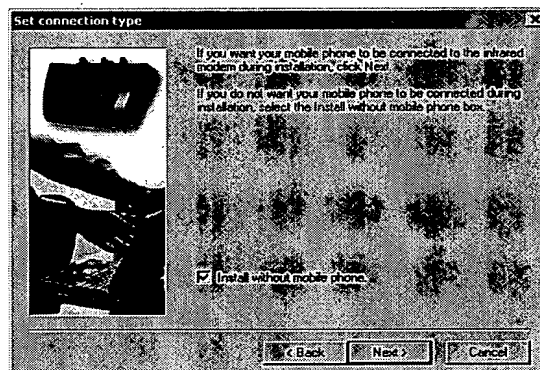 Set connection type
If you want your mobile phone to be connected to the infrared
modem during installation, click Next.
If you do not want your mobile phone to be connected during
installation, select the Install without mobile phone box.
Install without mobile phone.
< Back
Next >
Cancel